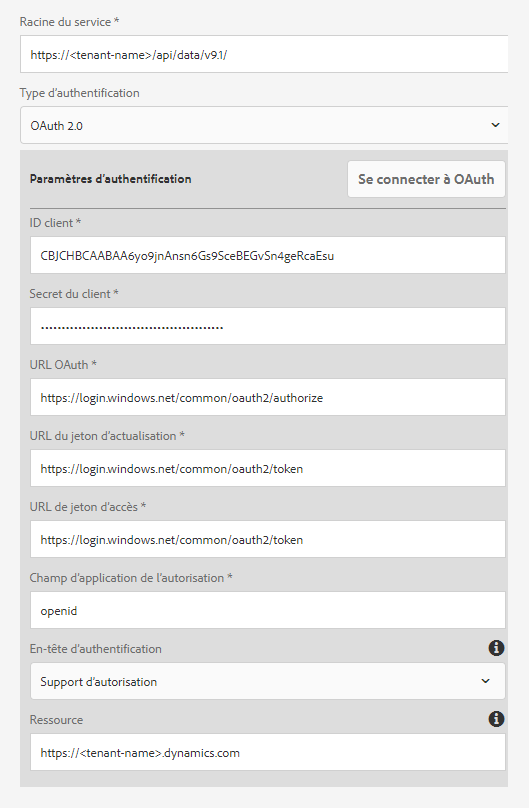 Racine du service *
https://<tenant-name>/api/data/v9.1/
Type d'authentification
OAuth 2.0
Paramètres d'authentification
Se connecter à OAuth
ID client *
CBJCHBCAABAA6yo9jnAnsn6Gs9SceBEGvSn4geRcaEsu
Secret du client *
••••••••••••••••••••••••••••••••••••••••••••
URL OAuth *
https://login.windows.net/common/oauth2/authorize
URL du jeton d'actualisation *
https://login.windows.net/common/oauth2/token
URL de jeton d'accès *
https://login.windows.net/common/oauth2/token
Champ d'application de l'autorisation *
openid
En-tête d'authentification
Support d'autorisation
Ressource
https://<tenant-name>.dynamics.com